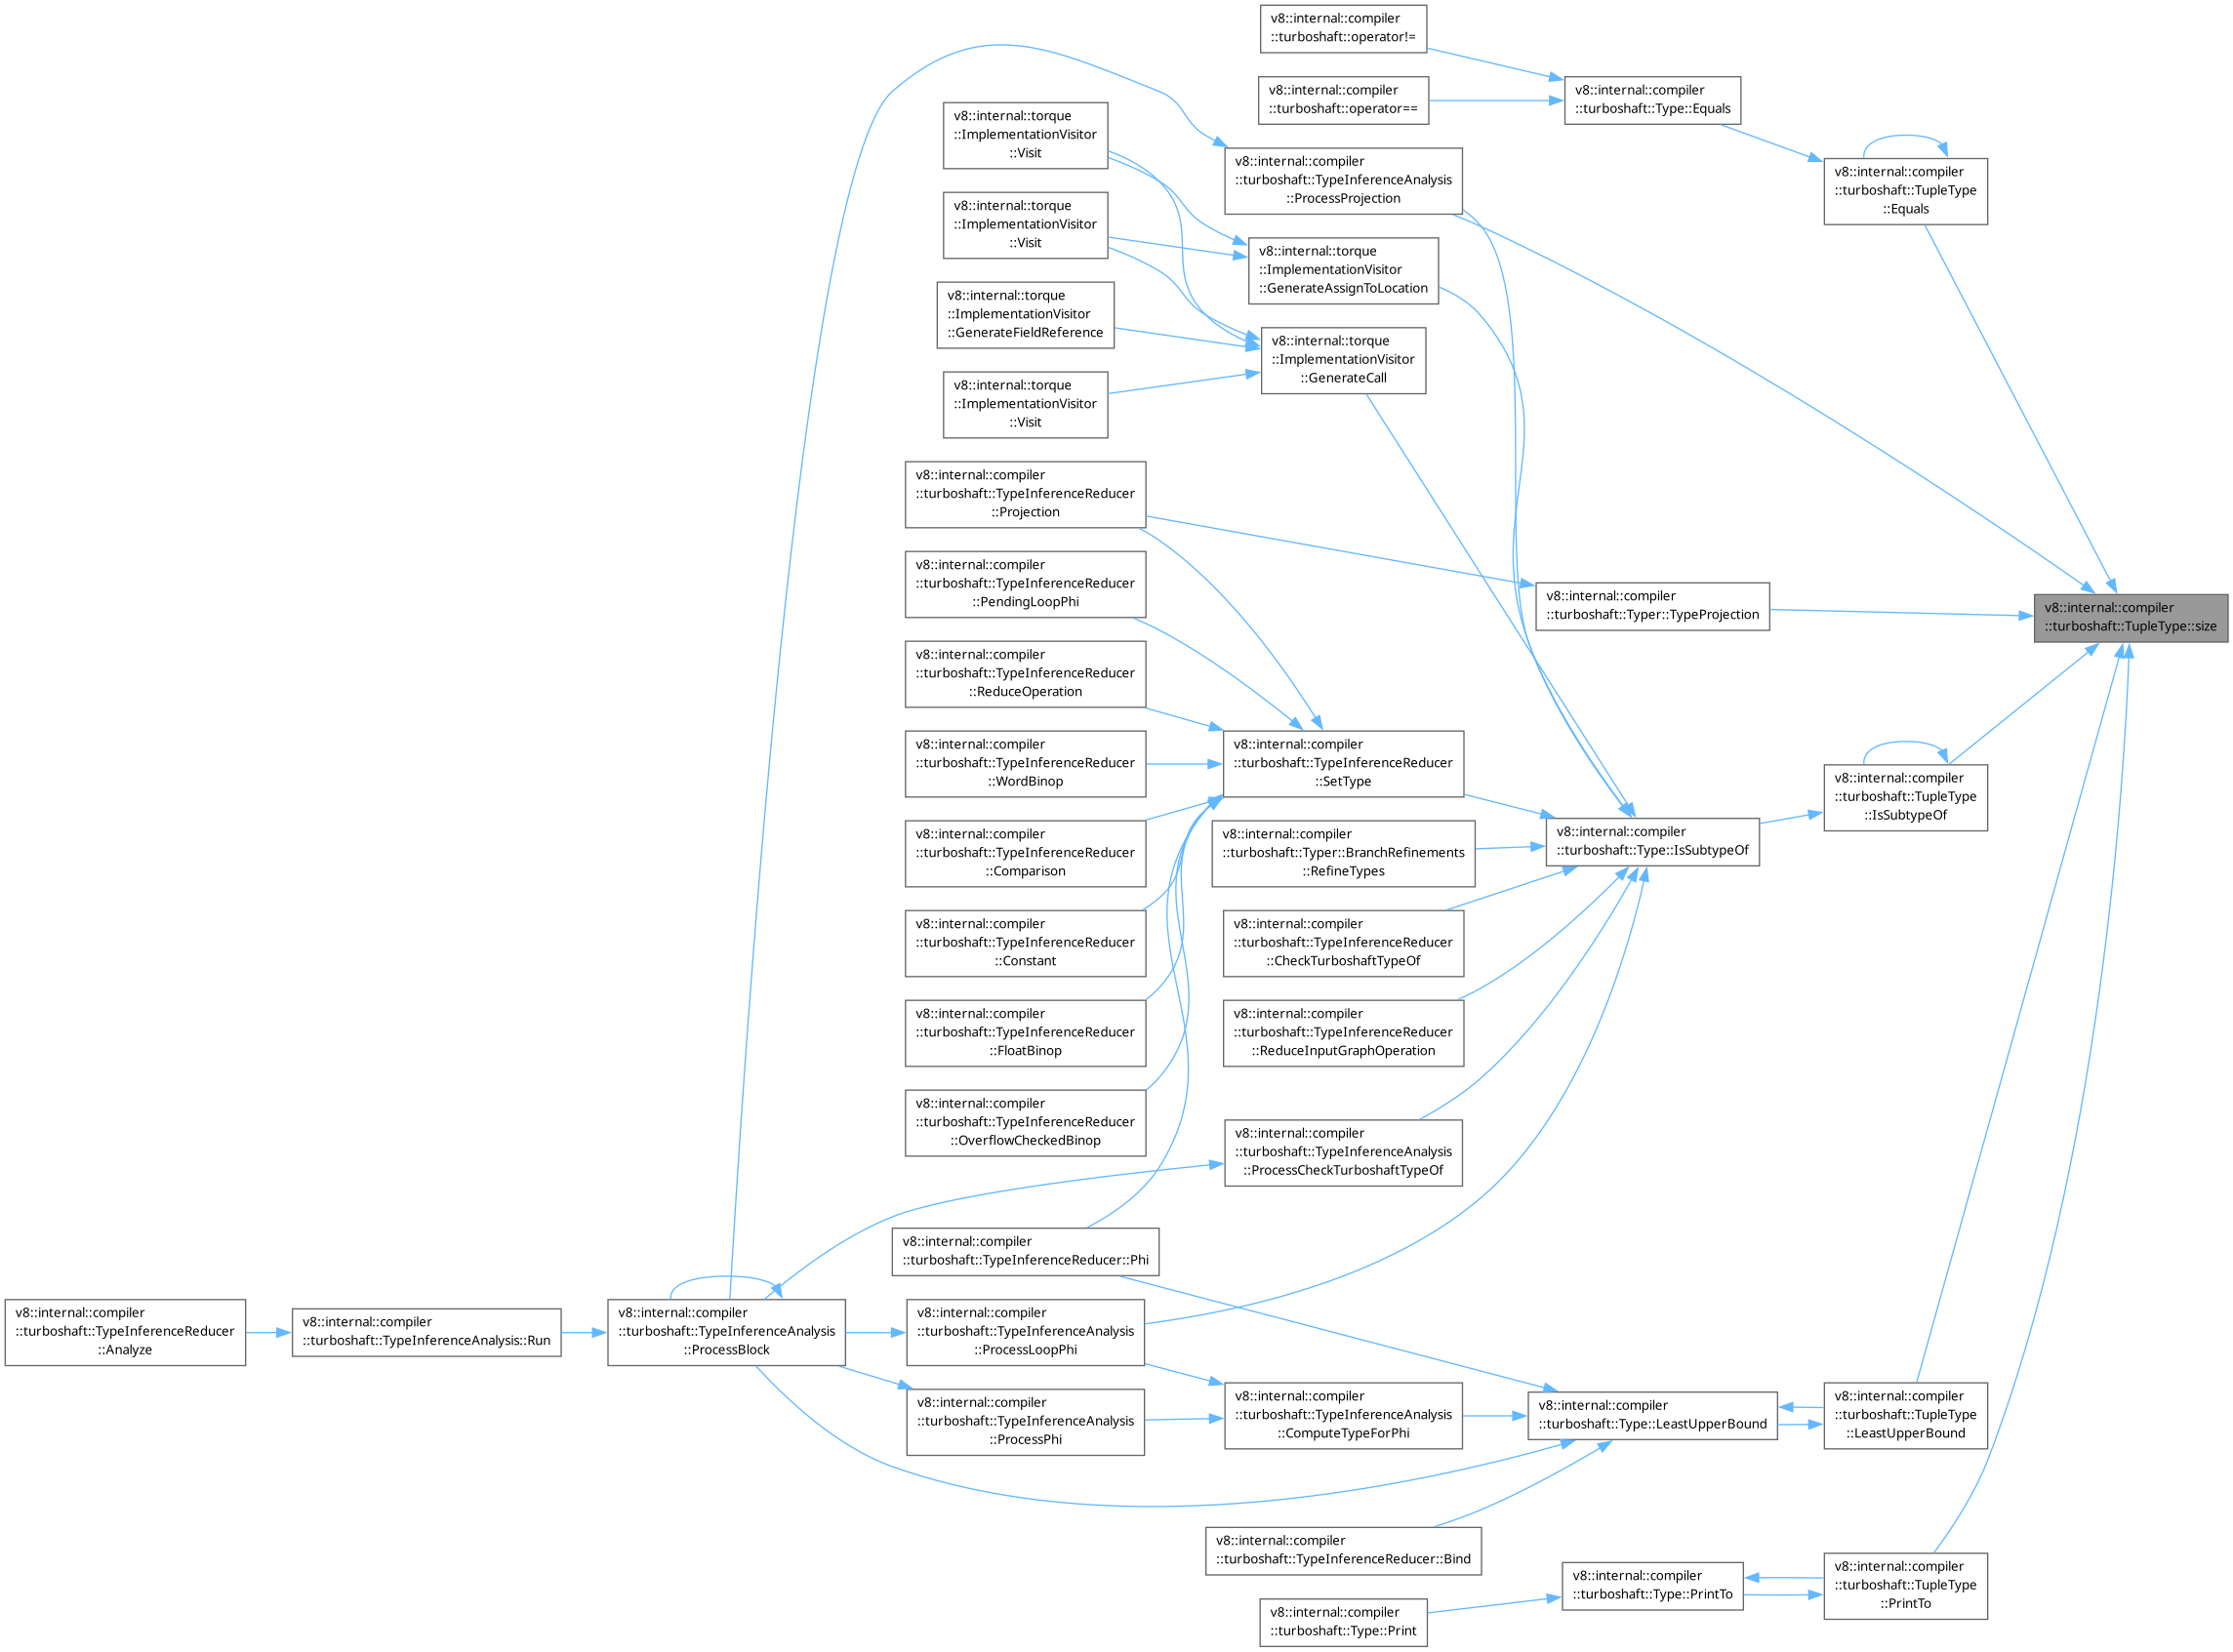 v8::internal::compiler
::turboshaft::operator!=
v8::internal::compiler
::turboshaft::operator==
v8::internal::compiler
::turboshaft::Type::Equals
v8::internal::torque
::ImplementationVisitor
::Visit
v8::internal::compiler
::turboshaft::TypeInferenceAnalysis
::ProcessProjection
v8::internal::compiler
::turboshaft::TupleType
::Equals
v8::internal::torque
::ImplementationVisitor
::Visit
v8::internal::torque
::ImplementationVisitor
::GenerateAssignToLocation
v8::internal::torque
::ImplementationVisitor
::GenerateFieldReference
v8::internal::torque
::ImplementationVisitor
::GenerateCall
v8::internal::torque
::ImplementationVisitor
::Visit
v8::internal::compiler
::turboshaft::TypeInferenceReducer
::Projection
v8::internal::compiler
::turboshaft::TypeInferenceReducer
::PendingLoopPhi
v8::internal::compiler
::turboshaft::Typer::TypeProjection
v8::internal::compiler
::turboshaft::TupleType::size
v8::internal::compiler
::turboshaft::TypeInferenceReducer
::ReduceOperation
v8::internal::compiler
::turboshaft::TypeInferenceReducer
::WordBinop
v8::internal::compiler
::turboshaft::TypeInferenceReducer
::SetType
v8::internal::compiler
::turboshaft::TupleType
::IsSubtypeOf
v8::internal::compiler
::turboshaft::TypeInferenceReducer
::Comparison
v8::internal::compiler
::turboshaft::Typer::BranchRefinements
::RefineTypes
v8::internal::compiler
::turboshaft::Type::IsSubtypeOf
v8::internal::compiler
::turboshaft::TypeInferenceReducer
::Constant
v8::internal::compiler
::turboshaft::TypeInferenceReducer
::CheckTurboshaftTypeOf
v8::internal::compiler
::turboshaft::TypeInferenceReducer
::FloatBinop
v8::internal::compiler
::turboshaft::TypeInferenceReducer
::ReduceInputGraphOperation
v8::internal::compiler
::turboshaft::TypeInferenceReducer
::OverflowCheckedBinop
v8::internal::compiler
::turboshaft::TypeInferenceAnalysis
::ProcessCheckTurboshaftTypeOf
v8::internal::compiler
::turboshaft::TypeInferenceReducer::Phi
v8::internal::compiler
::turboshaft::TypeInferenceReducer
::Analyze
v8::internal::compiler
::turboshaft::TypeInferenceAnalysis::Run
v8::internal::compiler
::turboshaft::TypeInferenceAnalysis
::ProcessBlock
v8::internal::compiler
::turboshaft::TypeInferenceAnalysis
::ProcessLoopPhi
v8::internal::compiler
::turboshaft::TypeInferenceAnalysis
::ProcessPhi
v8::internal::compiler
::turboshaft::TypeInferenceAnalysis
::ComputeTypeForPhi
v8::internal::compiler
::turboshaft::Type::LeastUpperBound
v8::internal::compiler
::turboshaft::TupleType
::LeastUpperBound
v8::internal::compiler
::turboshaft::TypeInferenceReducer::Bind
v8::internal::compiler
::turboshaft::Type::PrintTo
v8::internal::compiler
::turboshaft::TupleType
::PrintTo
v8::internal::compiler
::turboshaft::Type::Print